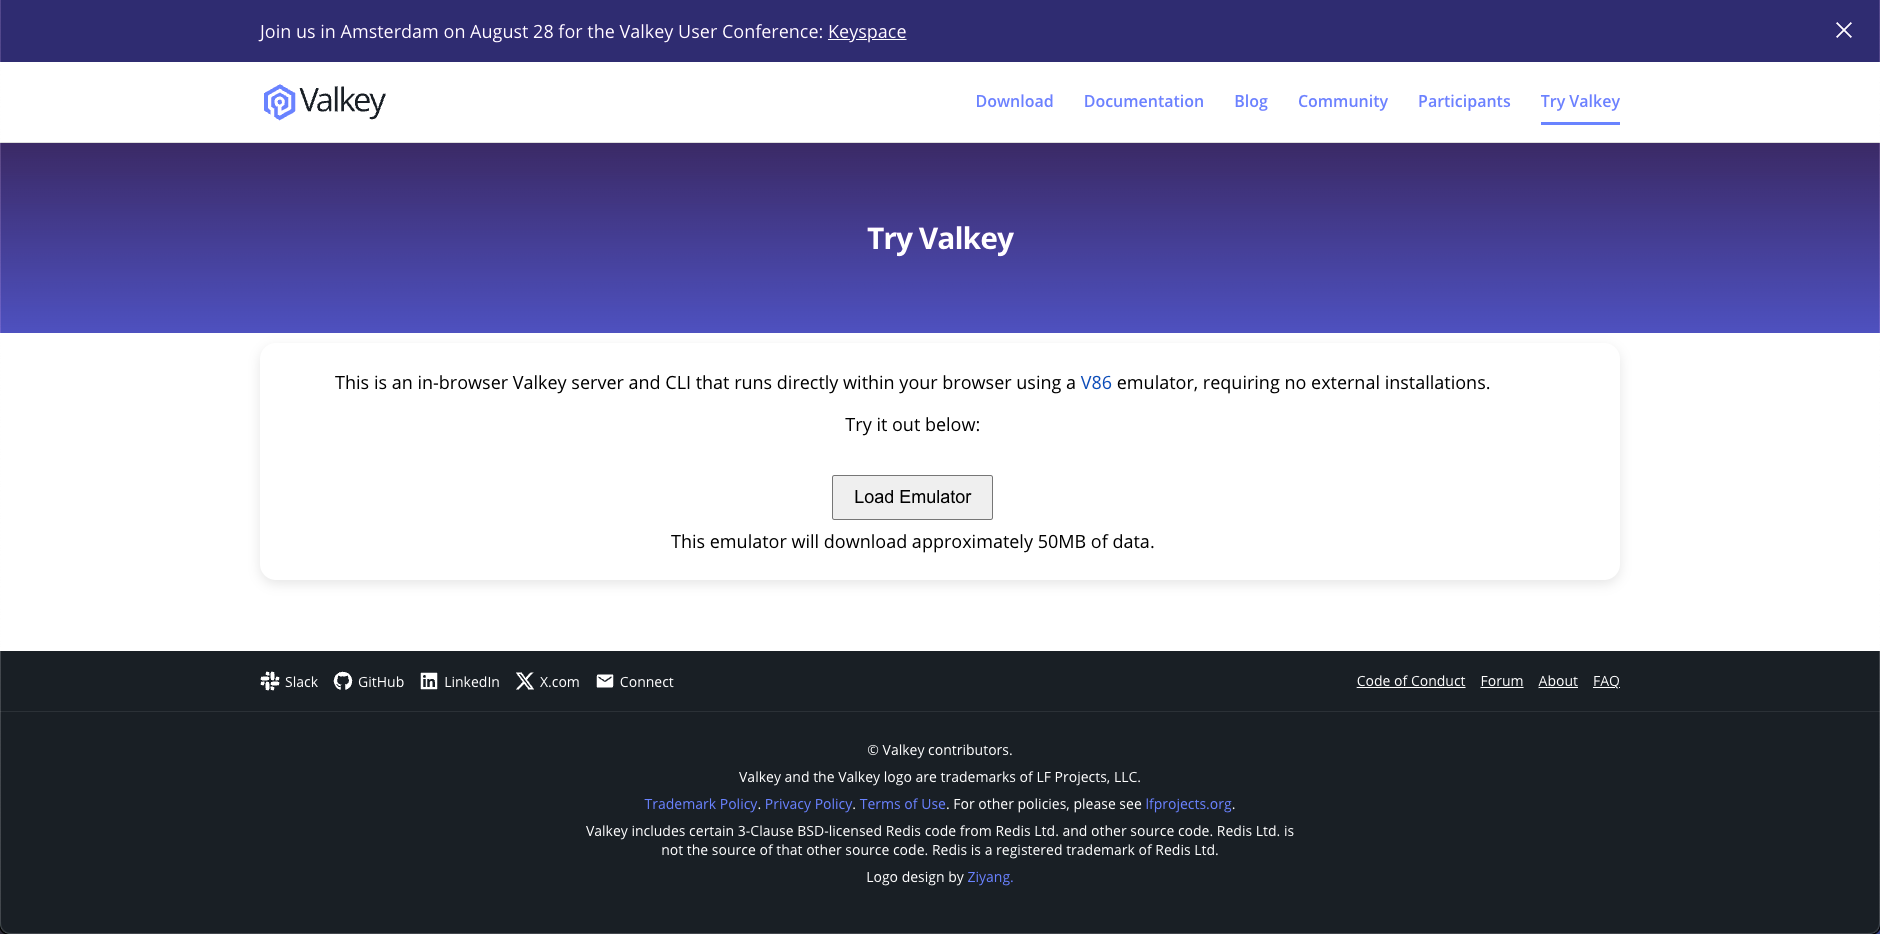 Join us in Amsterdam on August 28 for the Valkey User Conference: Keyspace
Valkey
Download Documentation Blog Community Participants Try Valkey
Try Valkey
This is an in-browser Valkey server and CLI that runs directly within your browser using a V86 emulator, requiring no external installations.
Try it out below:
Load Emulator
This emulator will download approximately 50MB of data.
Slack GitHub LinkedIn X.com Connect
Code of Conduct Forum About FAQ
© Valkey contributors.
Valkey and the Valkey logo are trademarks of LF Projects, LLC.
Trademark Policy. Privacy Policy. Terms of Use. For other policies, please see lfprojects.org.
Valkey includes certain 3-Clause BSD-licensed Redis code from Redis Ltd. and other source code. Redis Ltd. is
not the source of that other source code. Redis is a registered trademark of Redis Ltd.
Logo design by Ziyang.